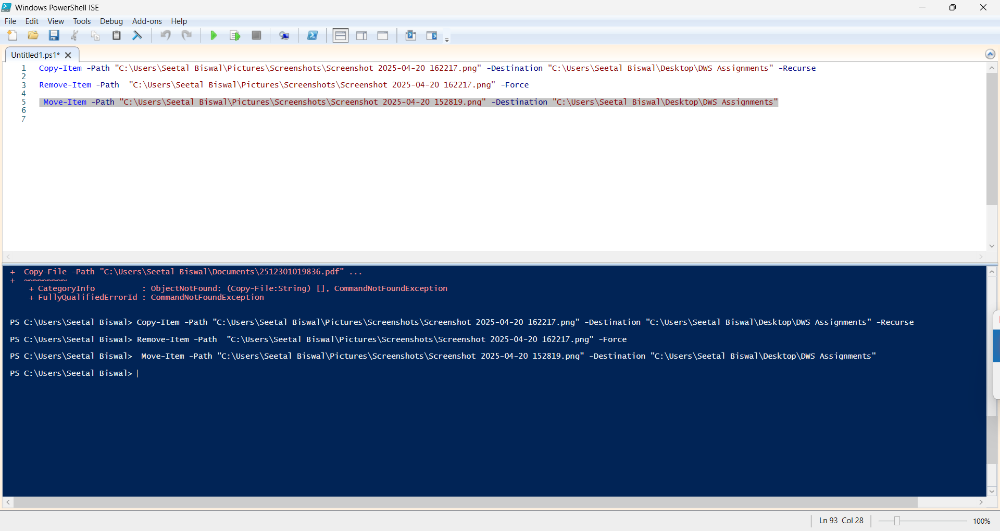 Windows PowerShell ISE
File Edit View Tools Debug Add-ons Help
Untitled1.ps1*
1 Copy-Item -Path "C:\Users\Seetal Biswal\Pictures\Screenshots\Screenshot 2025-04-20 162217.png" -Destination "C:\Users\Seetal Biswal\Desktop\DWS Assignments" -Recurse
2
3 Remove-Item -Path  "C:\Users\Seetal Biswal\Pictures\Screenshots\Screenshot 2025-04-20 162217.png" -Force
4
5  Move-Item -Path "C:\Users\Seetal Biswal\Pictures\Screenshots\Screenshot 2025-04-20 152819.png" -Destination "C:\Users\Seetal Biswal\Desktop\DWS Assignments"
6
7
+  Copy-File -Path "C:\Users\Seetal Biswal\Documents\2512301019836.pdf" ...
+  ~~~~~~~~~
    + CategoryInfo          : ObjectNotFound: (Copy-File:String) [], CommandNotFoundException
    + FullyQualifiedErrorId : CommandNotFoundException
PS C:\Users\Seetal Biswal> Copy-Item -Path "C:\Users\Seetal Biswal\Pictures\Screenshots\Screenshot 2025-04-20 162217.png" -Destination "C:\Users\Seetal Biswal\Desktop\DWS Assignments" -Recurse
PS C:\Users\Seetal Biswal> Remove-Item -Path  "C:\Users\Seetal Biswal\Pictures\Screenshots\Screenshot 2025-04-20 162217.png" -Force
PS C:\Users\Seetal Biswal>  Move-Item -Path "C:\Users\Seetal Biswal\Pictures\Screenshots\Screenshot 2025-04-20 152819.png" -Destination "C:\Users\Seetal Biswal\Desktop\DWS Assignments"
PS C:\Users\Seetal Biswal>
Ln 93 Col 28 100%